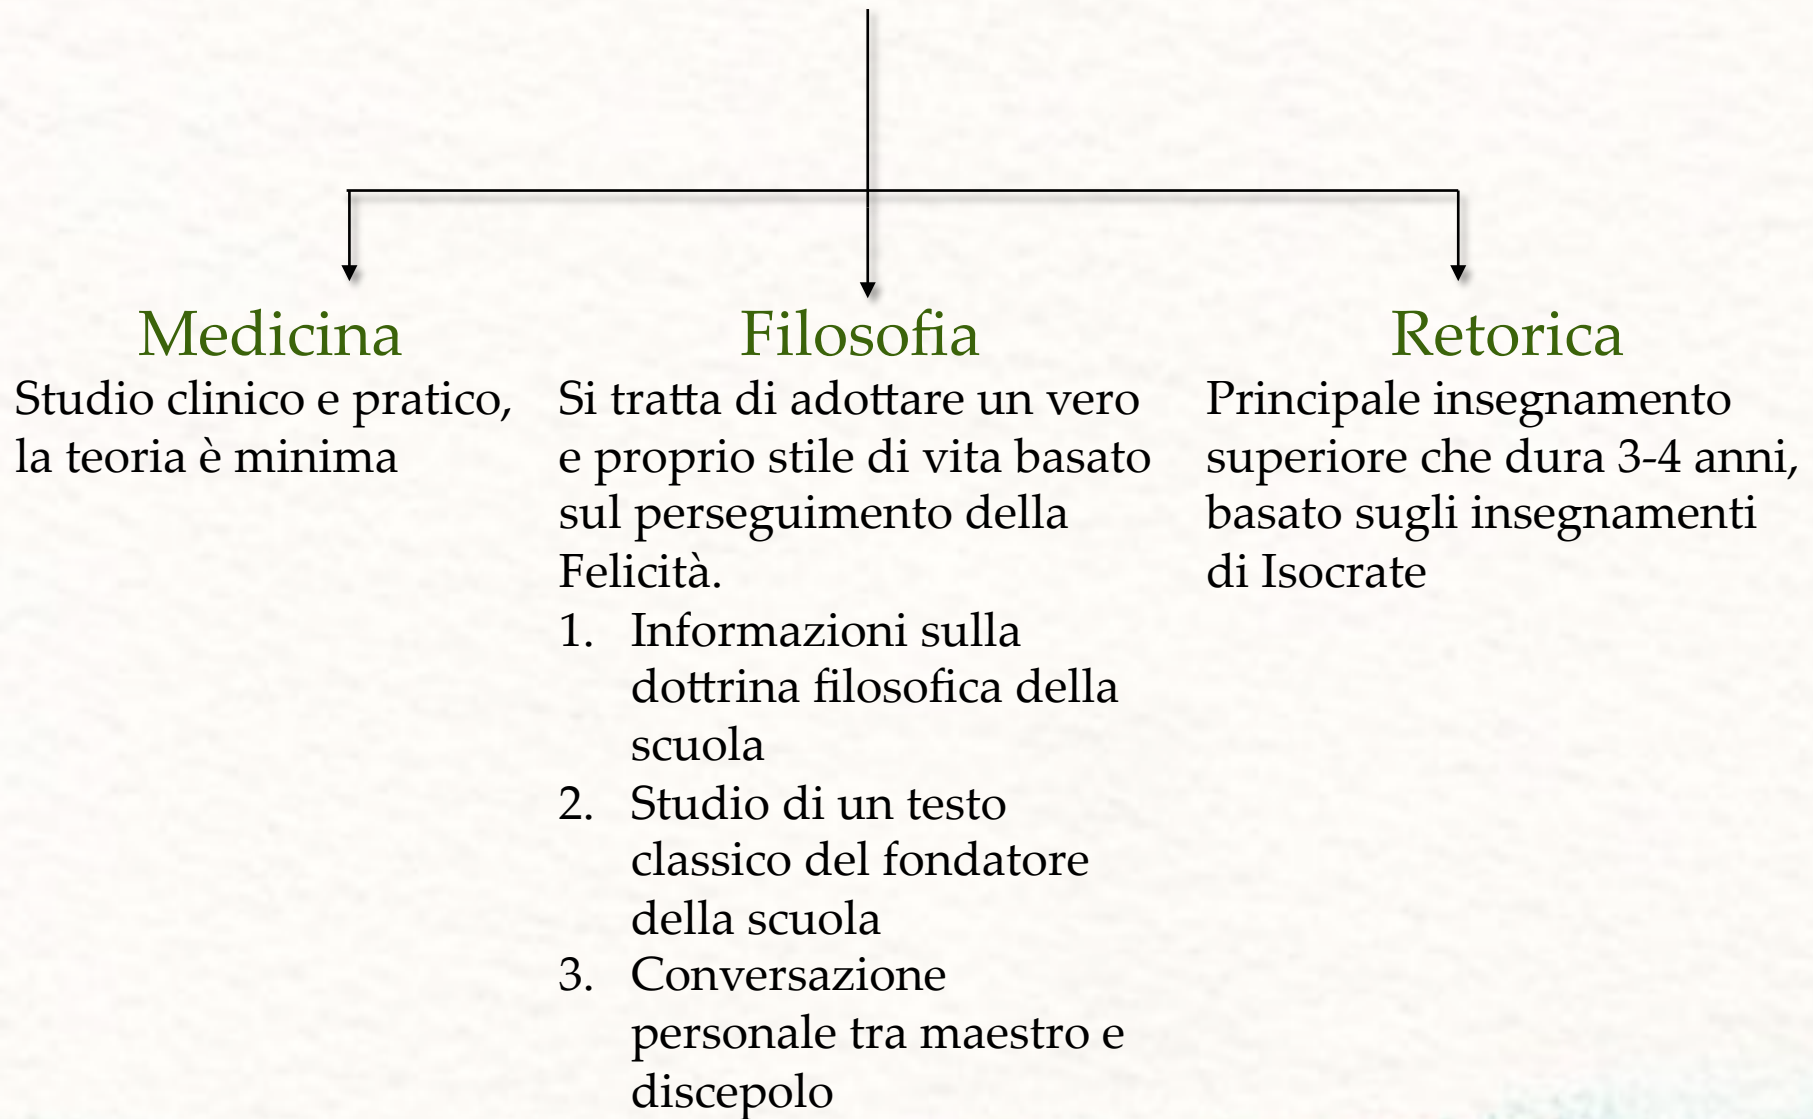 Medicina
Studio clinico e pratico,
la teoria è minima
Filosofia
Si tratta di adottare un vero
e proprio stile di vita basato
sul perseguimento della
Felicità.
1. Informazioni sulla
dottrina filosofica della
scuola
2. Studio di un testo
classico del fondatore
della scuola
3. Conversazione
personale tra maestro e
discepolo
Retorica
Principale insegnamento
superiore che dura 3-4 anni,
basato sugli insegnamenti
di Isocrate